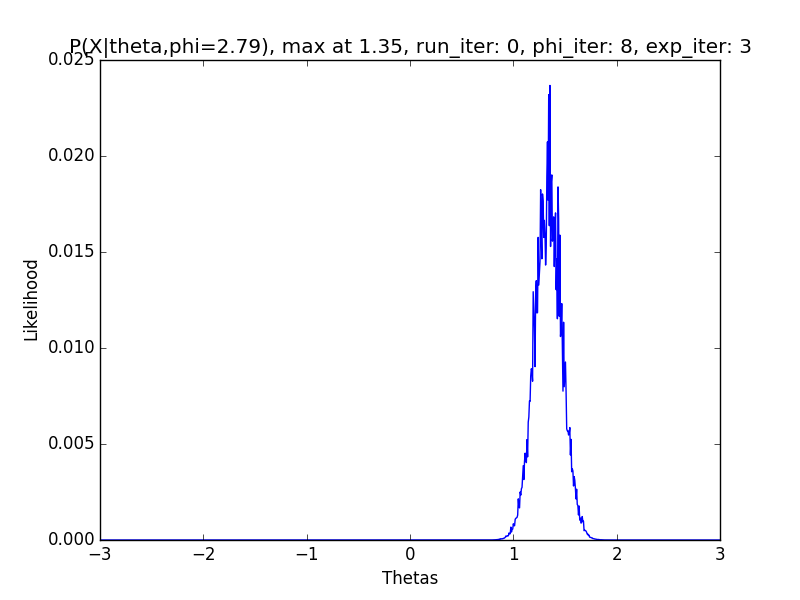 P(X|theta,phi=2.79), max at 1.35, run_iter: 0, phi_iter: 8, exp_iter: 3
0.025
0.020
0.015
0.010
0.005
0.000
Likelihood
−3 −2 −1 0 1 2 3
Thetas